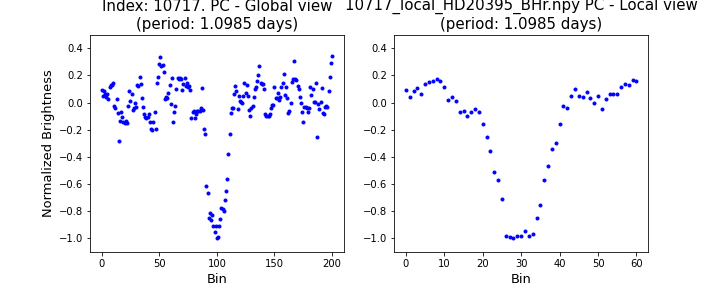 Index: 10717. PC - Global view
(period: 1.0985 days)
10717_local_HD20395_BHr.npy PC - Local view
(period: 1.0985 days)
Normalized Brightness
0.4
0.2
0.0
−0.2
−0.4
−0.6
−0.8
−1.0
0 50 100 150 200
Bin
0.4
0.2
0.0
−0.2
−0.4
−0.6
−0.8
−1.0
0 10 20 30 40 50 60
Bin